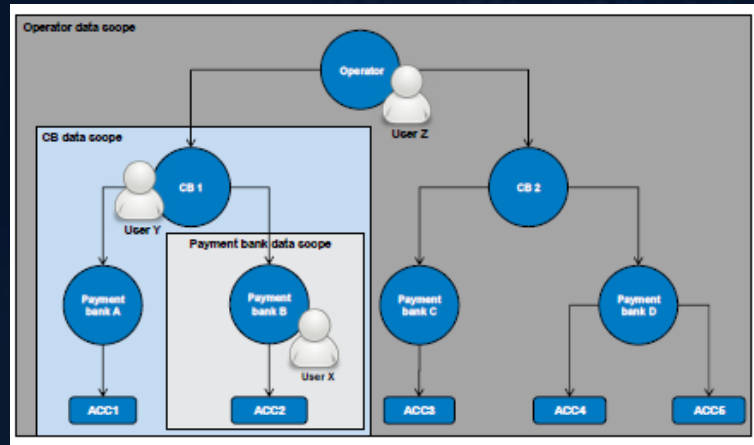 Operator data scope
Operator
User Z
CB data scope
CB 1
CB 2
User Y
Payment bank data scope
Payment
bank A
Payment
bank B
Payment
bank C
Payment
bank D
User X
ACC1
ACC2
ACC3
ACC4
ACC5